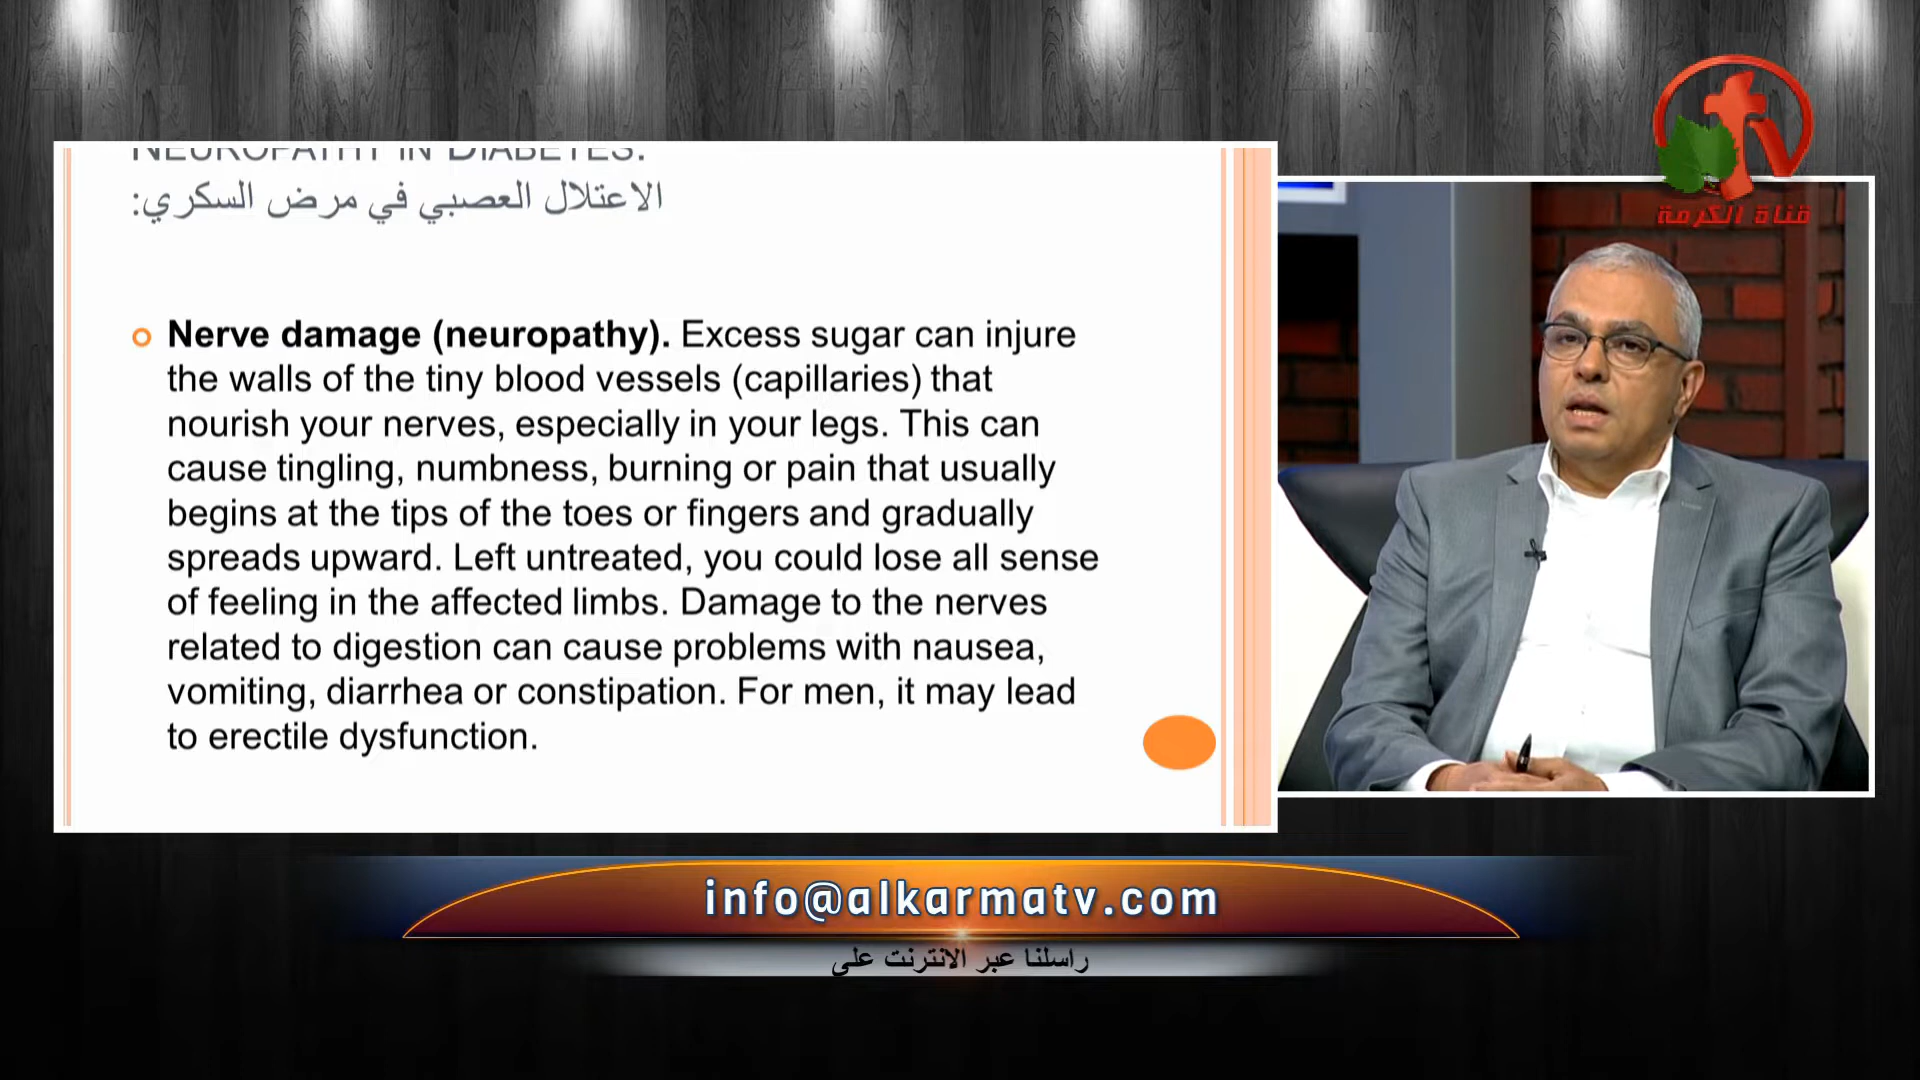 NEUROPATHY IN DIABETES:
الاعتلال العصبي في مرض السكري:
Nerve damage (neuropathy). Excess sugar can injure
the walls of the tiny blood vessels (capillaries) that
nourish your nerves, especially in your legs. This can
cause tingling, numbness, burning or pain that usually
begins at the tips of the toes or fingers and gradually
spreads upward. Left untreated, you could lose all sense
of feeling in the affected limbs. Damage to the nerves
related to digestion can cause problems with nausea,
vomiting, diarrhea or constipation. For men, it may lead
to erectile dysfunction.
tv
قناة الكرمة
info@alkarmatv.com
راسلنا عبر الانترنت على